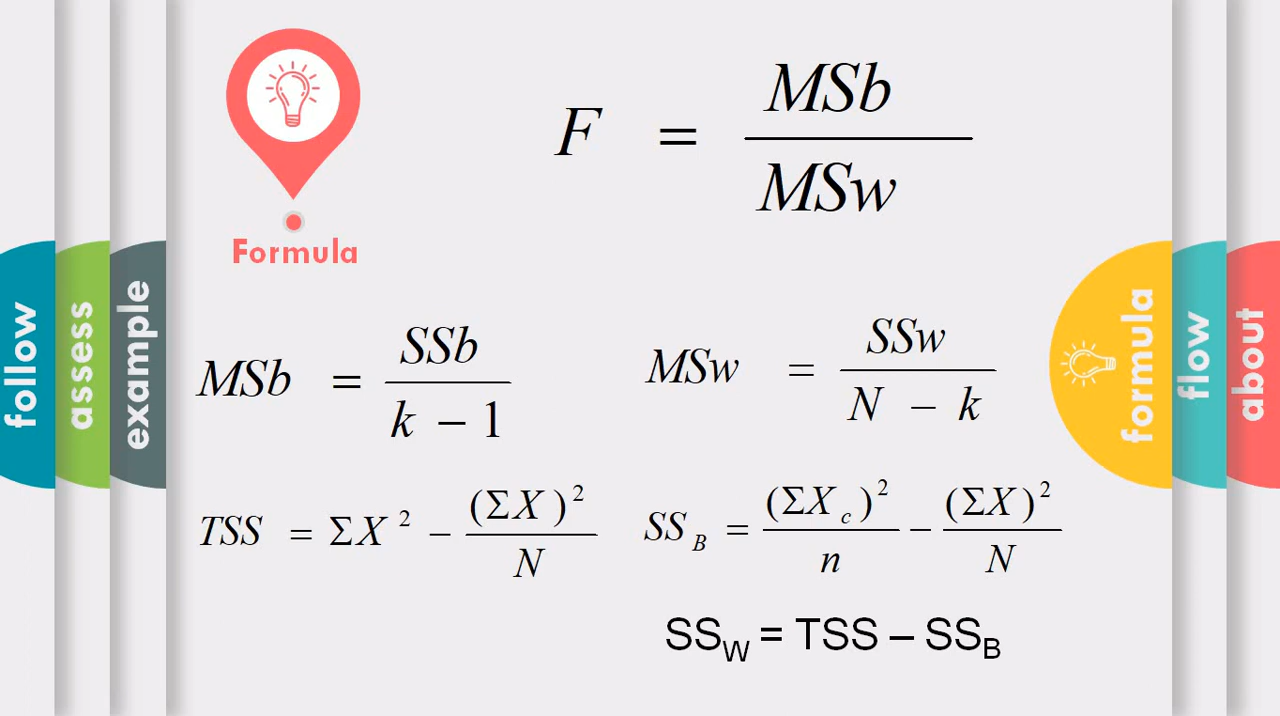 F = MSb / MSw
Formula
MSb = SSb / k − 1
MSw = SSw / N − k
TSS = ΣX² − (ΣX)² / N
SS_B = (ΣX_c)² / n − (ΣX)² / N
SS_W = TSS – SS_B
follow
assess
example
formula
flow
about